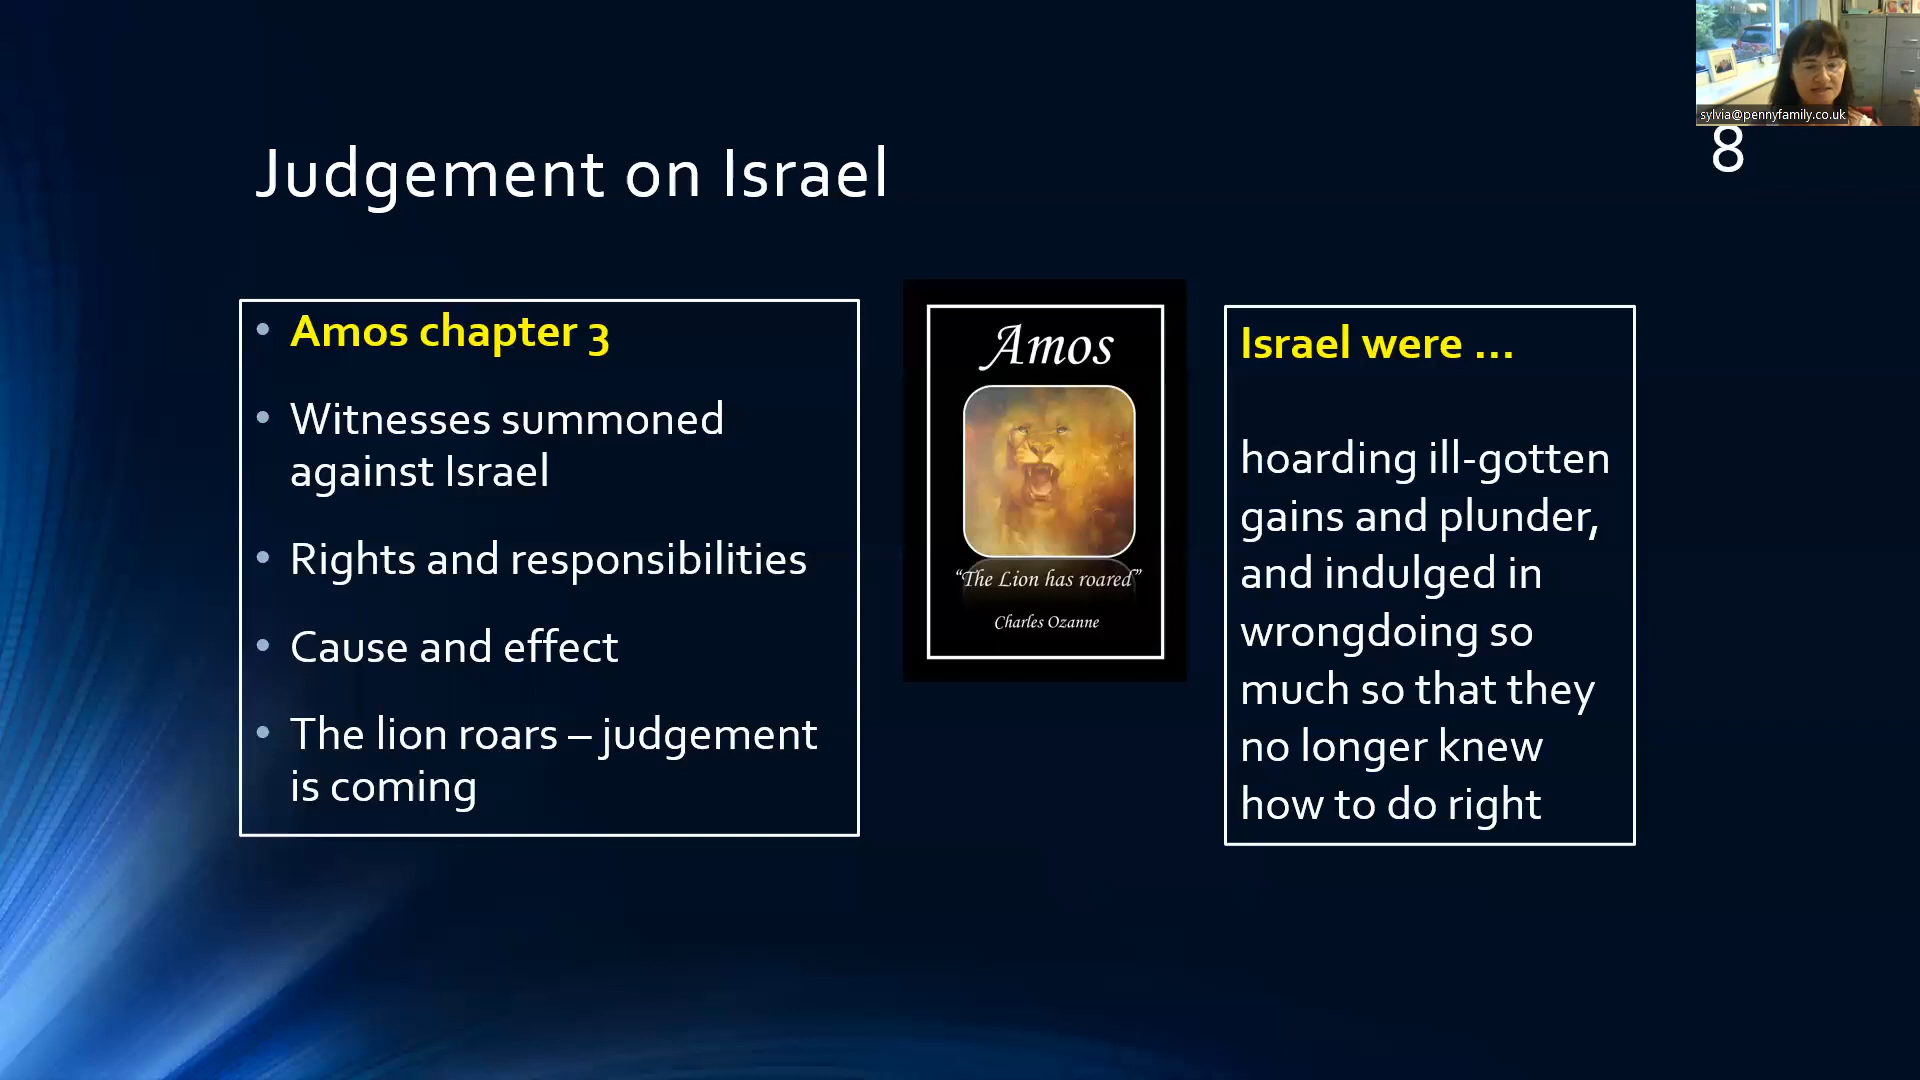 sylvia@pennyfamily.co.uk
8
Judgement on Israel
• Amos chapter 3
• Witnesses summoned
against Israel
• Rights and responsibilities
• Cause and effect
• The lion roars – judgement
is coming
Amos
“The Lion has roared”
Charles Ozanne
Israel were ...
hoarding ill-gotten
gains and plunder,
and indulged in
wrongdoing so
much so that they
no longer knew
how to do right